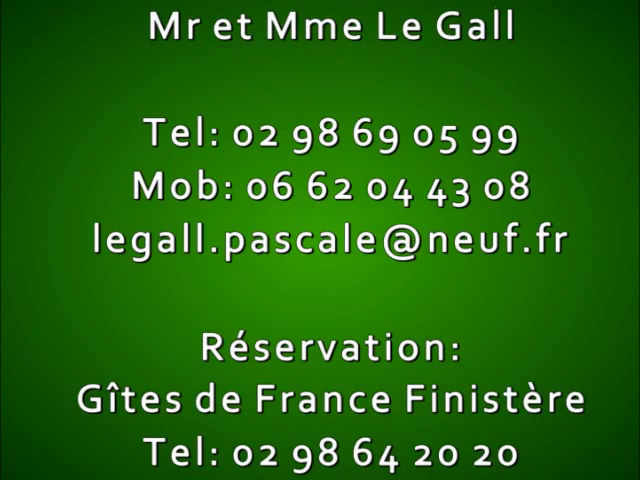 Mr et Mme Le Gall
Tel: 02 98 69 05 99
Mob: 06 62 04 43 08
legall.pascale@neuf.fr
Réservation:
Gîtes de France Finistère
Tel: 02 98 64 20 20